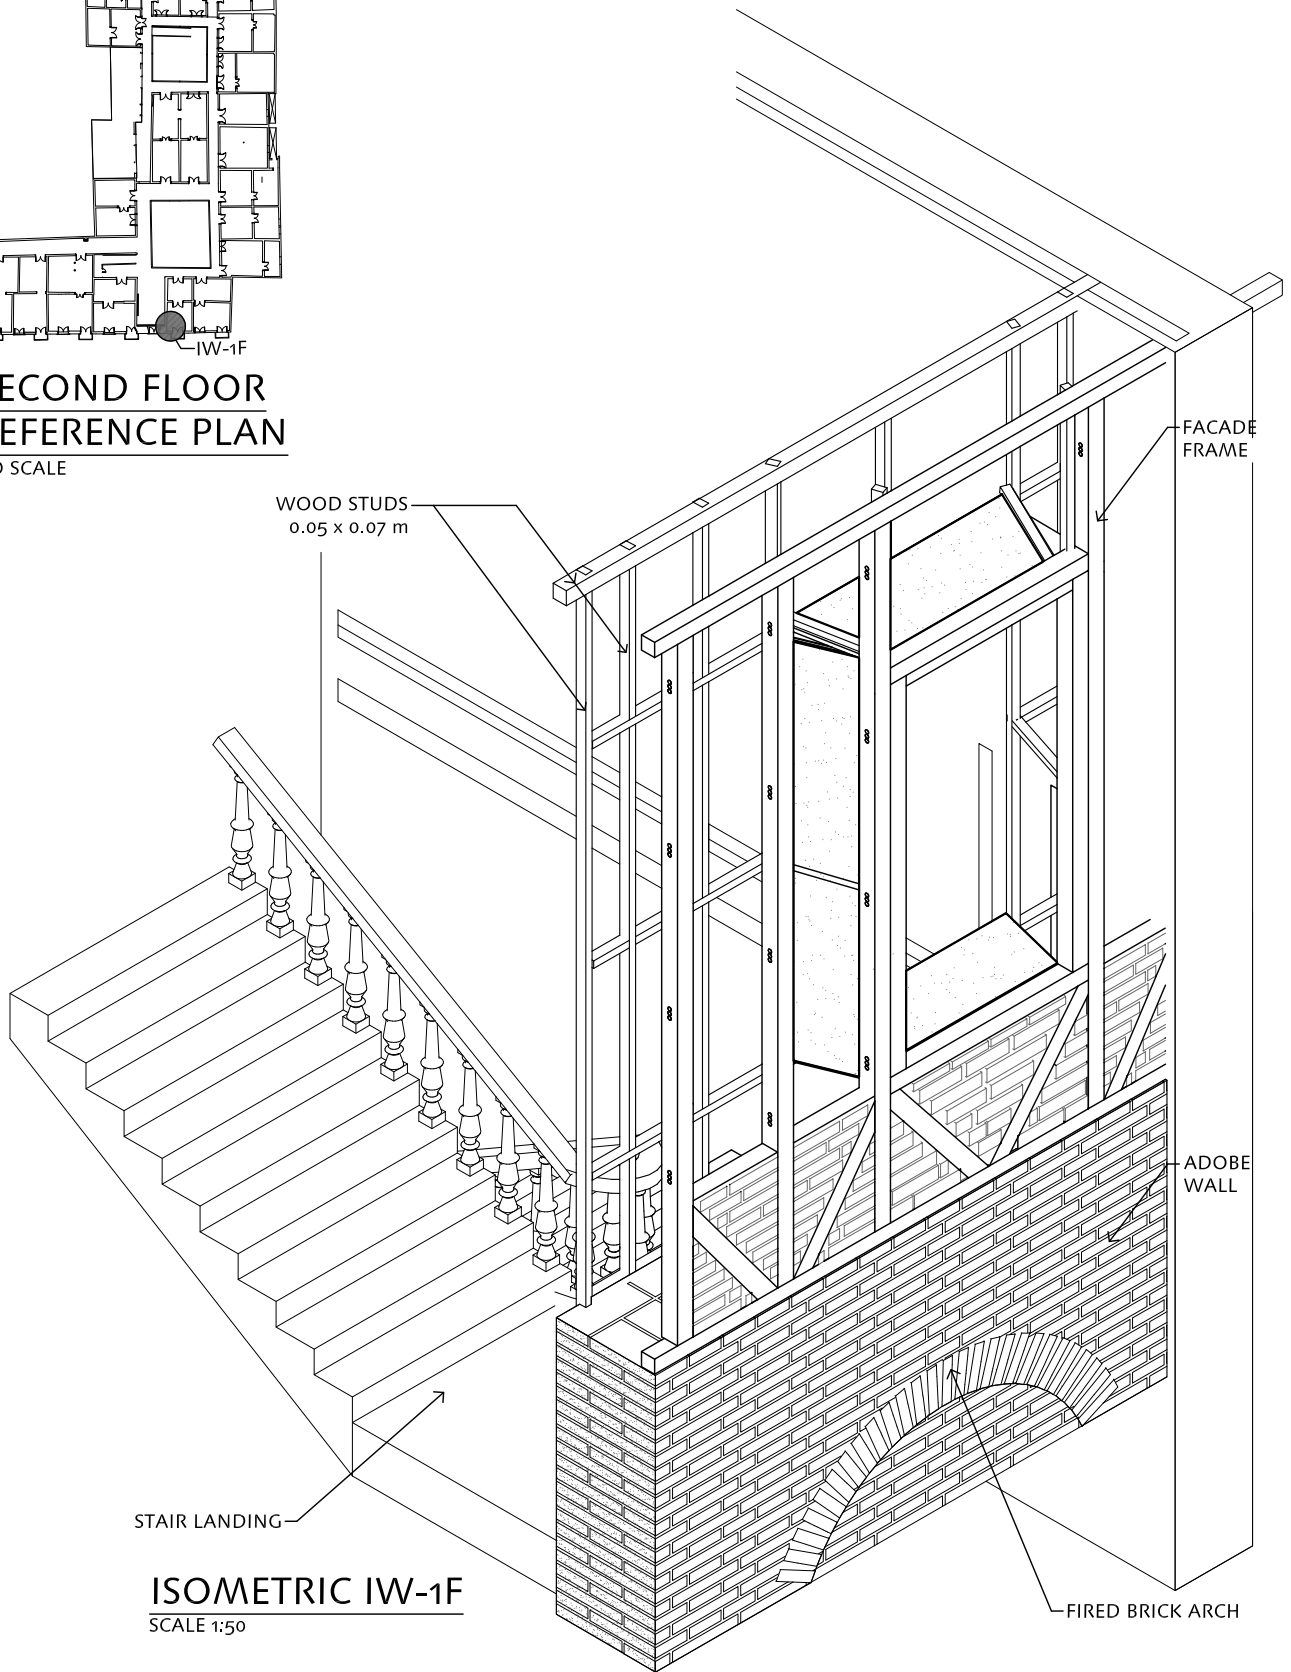 IW-1F
ECOND FLOOR
EFERENCE PLAN
SCALE
FACADE
FRAME
WOOD STUDS
0.05 x 0.07 m
ADOBE
WALL
STAIR LANDING
ISOMETRIC IW-1F
SCALE 1:50
FIRED BRICK ARCH